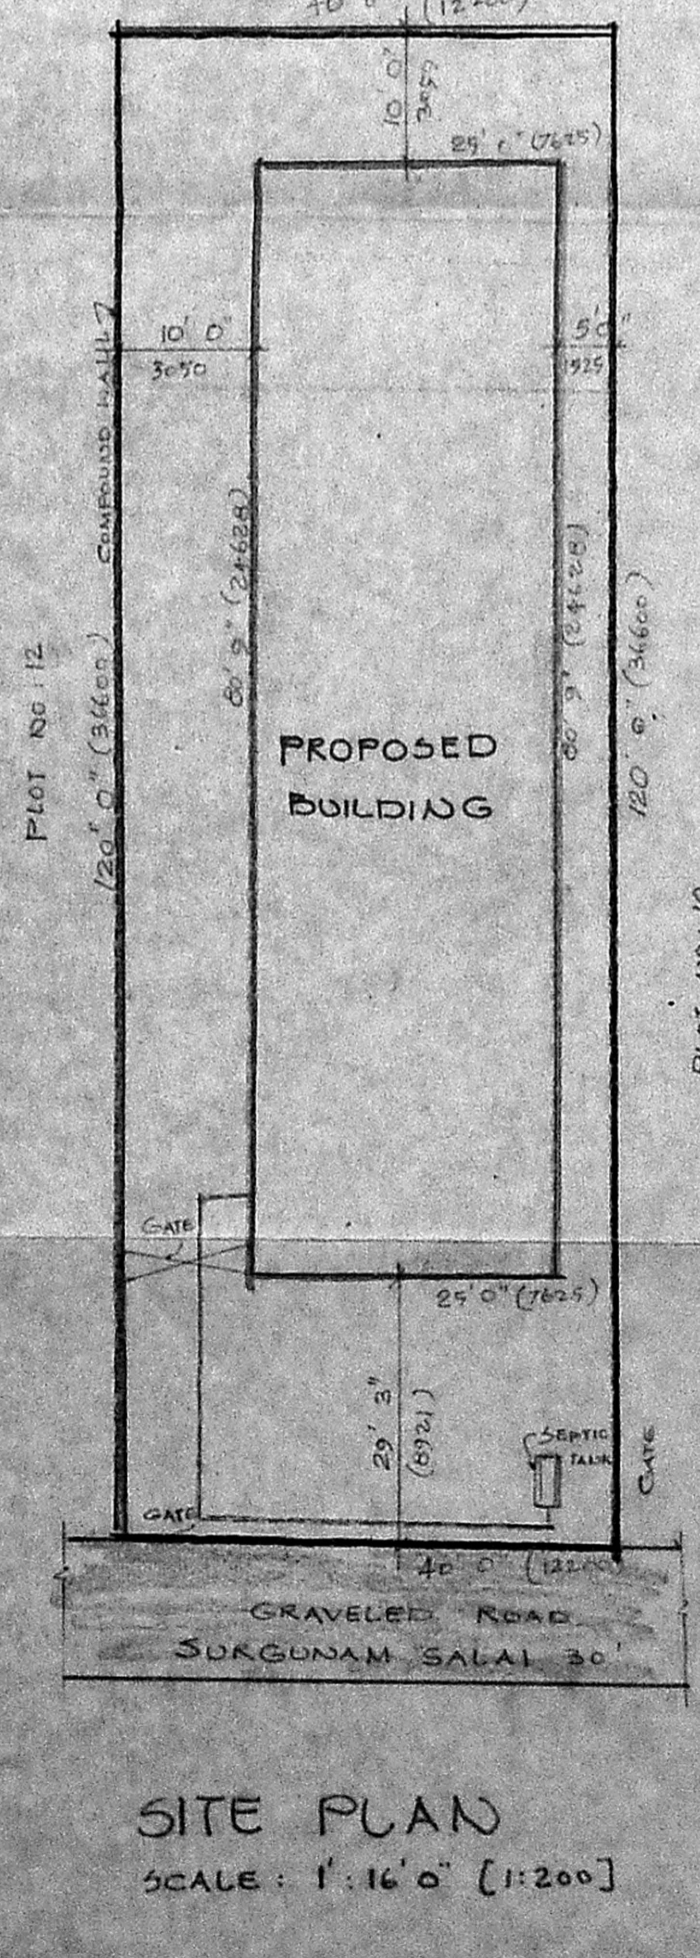 40' 0" (12200)
10' 0"
3050
25' 0" (7625)
10' 0"
3050
5' 0"
1525
COMPOUND WALL
80' 9" (24628)
80' 9" (24628)
120' 0" (36600)
120" 0" (36600)
PLOT NO: 12
PROPOSED
BUILDING
GATE
25' 0" (7625)
29' 3"
(8921)
SEPTIC
TANK
GATE
GATE
40' 0" (12200)
GRAVELED ROAD
SURGUNAM SALAI 30'
SITE PLAN
SCALE: 1': 16' 0" [1:200]